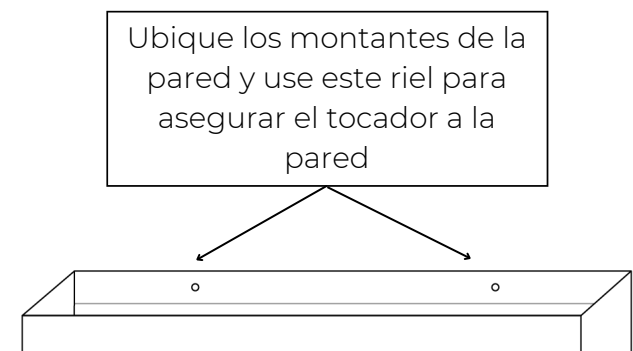 Ubique los montantes de la
pared y use este riel para
asegurar el tocador a la
pared